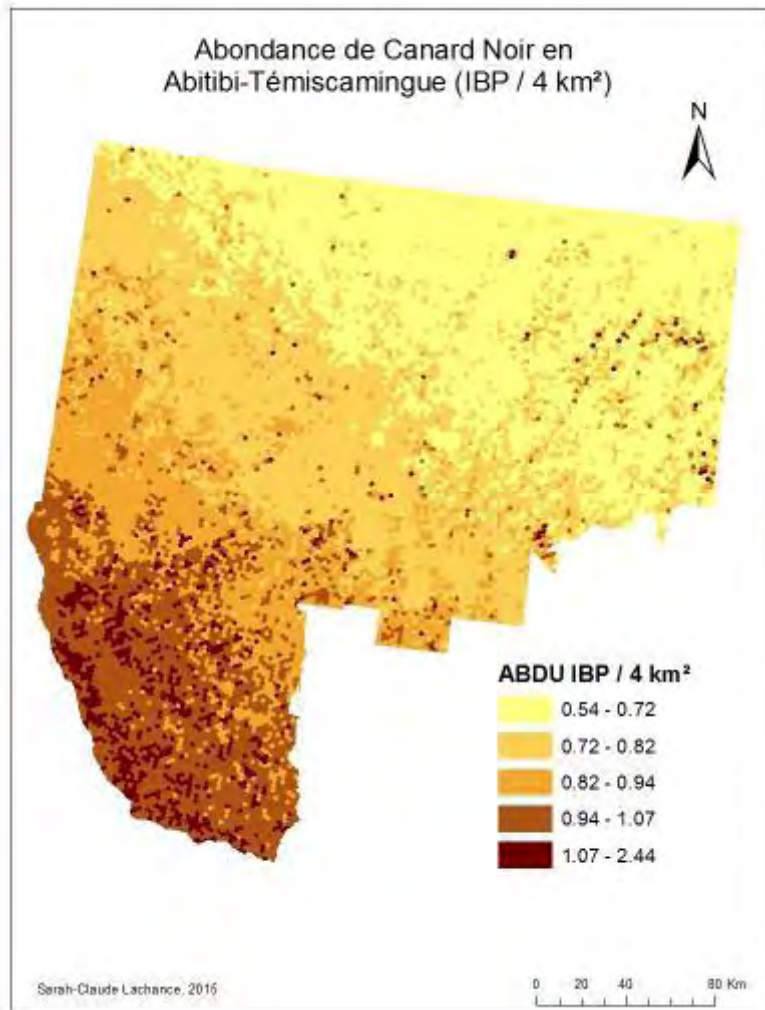 Abondance de Canard Noir en
Abitibi-Témiscamingue (IBP / 4 km²)
N
ABDU IBP / 4 km²
0.54 - 0.72
0.72 - 0.82
0.82 - 0.94
0.94 - 1.07
1.07 - 2.44
Sarah-Claude Lachance, 2015
0 20 40 80 Km